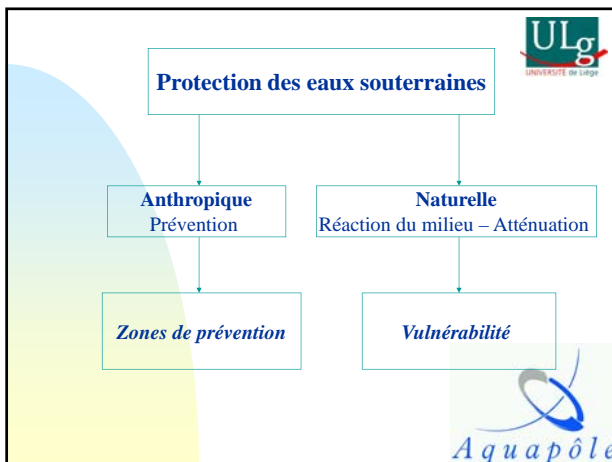 ULg
UNIVERSITÉ de Liège
Protection des eaux souterraines
Anthropique
Prévention
Naturelle
Réaction du milieu – Atténuation
Zones de prévention
Vulnérabilité
Aquapôle